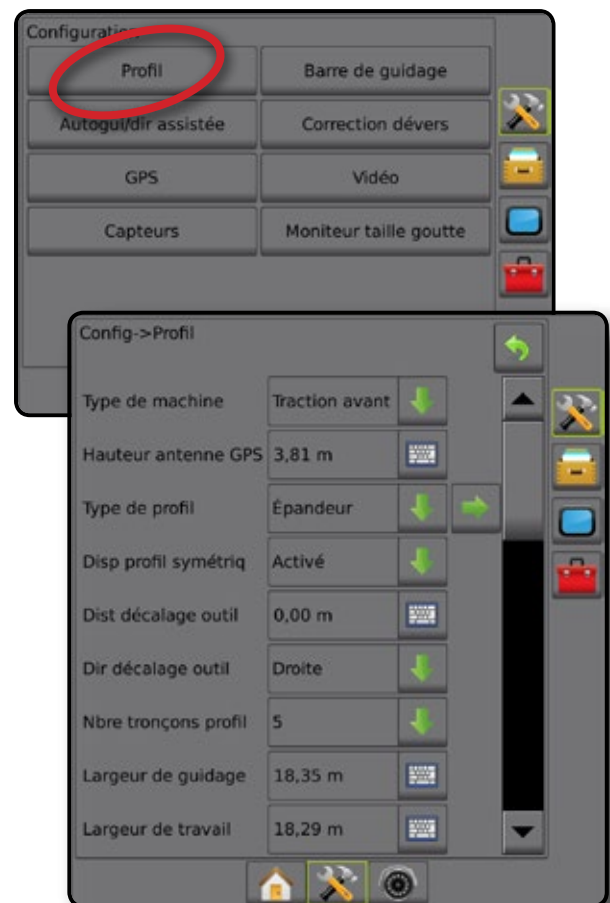 Configuration
Profil Barre de guidage
Autogui/dir assistée Correction dévers
GPS Vidéo
Capteurs Moniteur taille goutte
Config->Profil
Type de machine Traction avant
Hauteur antenne GPS 3,81 m
Type de profil Épandeur
Disp profil symétriq Activé
Dist décalage outil 0,00 m
Dir décalage outil Droite
Nbre tronçons profil 5
Largeur de guidage 18,35 m
Largeur de travail 18,29 m